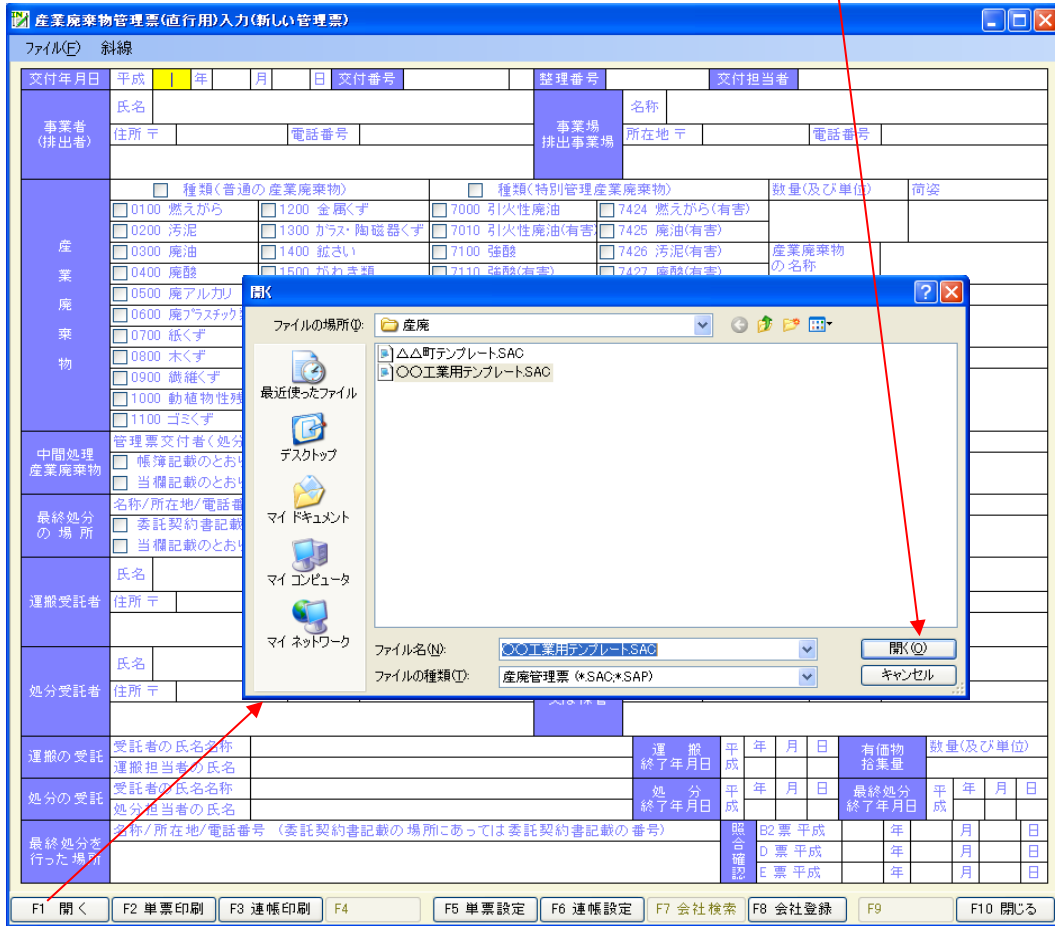 産業廃棄物管理票(直行用)入力(新しい管理票)
ファイル(F) 斜線
交付年月日 平成 年 月 日 交付番号 整理番号 交付担当者
事業者
(排出者)
氏名
住所 〒 電話番号
事業場
排出事業場
名称
所在地 〒 電話番号
産業廃棄物
種類(普通の産業廃棄物) 種類(特別管理産業廃棄物) 数量(及び単位) 荷姿
0100 燃えがら 1200 金属くず 7000 引火性廃油 7424 燃えがら(有害)
0200 汚泥 1300 ガラス・陶磁器くず 7010 引火性廃油(有害) 7425 廃油(有害)
0300 廃油 1400 鉱さい 7100 強酸 7426 汚泥(有害) 産業廃棄物
の名称
0400 廃酸 1500 がれき類 7110 強酸(有害) 7427 廃酸(有害)
0500 廃アルカリ
0600 廃プラスチック
0700 紙くず
0800 木くず
0900 繊維くず
1000 動植物性残
1100 ゴミくず
中間処理
産業廃棄物
管理票交付者(処分
帳簿記載のとおり
当欄記載のとおり
最終処分
の 場 所
名称/所在地/電話番
委託契約書記載
当欄記載のとおり
運搬受託者
氏名
住所 〒
処分受託者
氏名
住所 〒
開く
ファイルの場所(I): 産廃
最近使ったファイル
デスクトップ
マイ ドキュメント
マイ コンピュータ
マイ ネットワーク
△△町テンプレート.SAC
〇〇工業用テンプレート.SAC
ファイル名(N): 〇〇工業用テンプレート.SAC 開く(O)
ファイルの種類(T): 産廃管理票 (*.SAC;*.SAP) キャンセル
運搬の受託
受託者の氏名名称
運搬担当者の氏名
運 搬
終了年月日
平成 年 月 日
有価物
拾集量
数量(及び単位)
処分の受託
受託者の氏名名称
処分担当者の氏名
処 分
終了年月日
平成 年 月 日
最終処分
終了年月日
平成 年 月 日
最終処分を
行った場所
名称/所在地/電話番号 (委託契約書記載の場所にあっては委託契約書記載の番号)
照合確認
B2 票 平成 年 月 日
D 票 平成 年 月 日
E 票 平成 年 月 日
F1 開く F2 単票印刷 F3 連帳印刷 F4 F5 単票設定 F6 連帳設定 F7 会社検索 F8 会社登録 F9 F10 閉じる